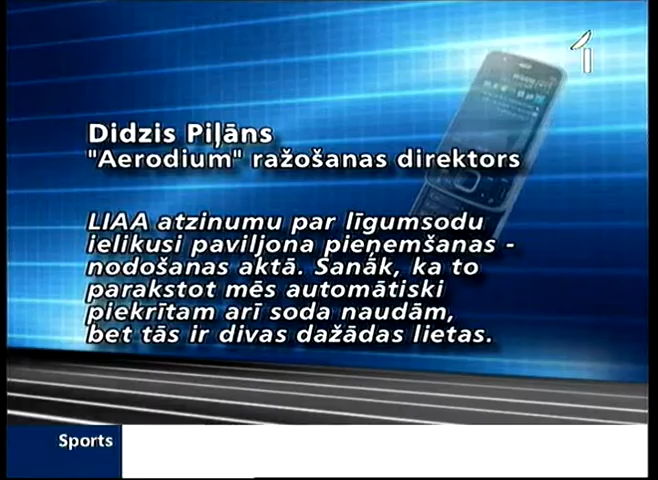 1
Didzis Piļāns
"Aerodium" ražošanas direktors
LIAA atzinumu par līgumsodu
ielikusi paviljona pieņemšanas -
nodošanas aktā. Sanāk, ka to
parakstot mēs automātiski
piekrītam arī soda naudām,
bet tās ir divas dažādas lietas.
Sports